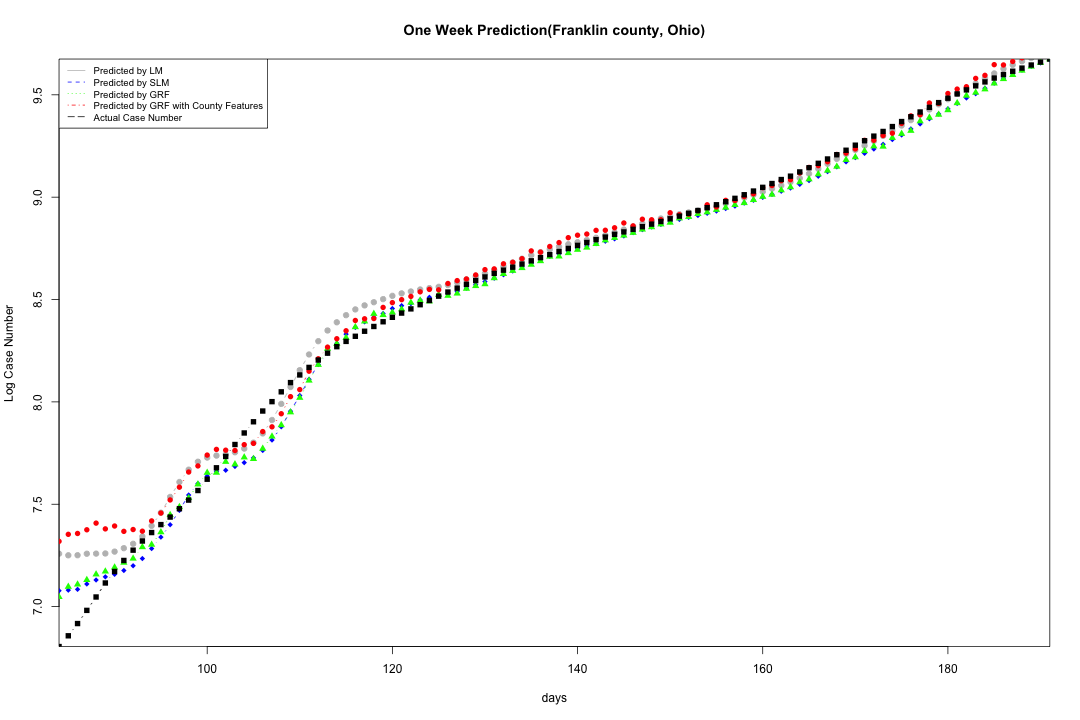 One Week Prediction(Franklin county, Ohio)
Predicted by LM
Predicted by SLM
Predicted by GRF
Predicted by GRF with County Features
Actual Case Number
Log Case Number
9.5
9.0
8.5
8.0
7.5
7.0
100 120 140 160 180
days